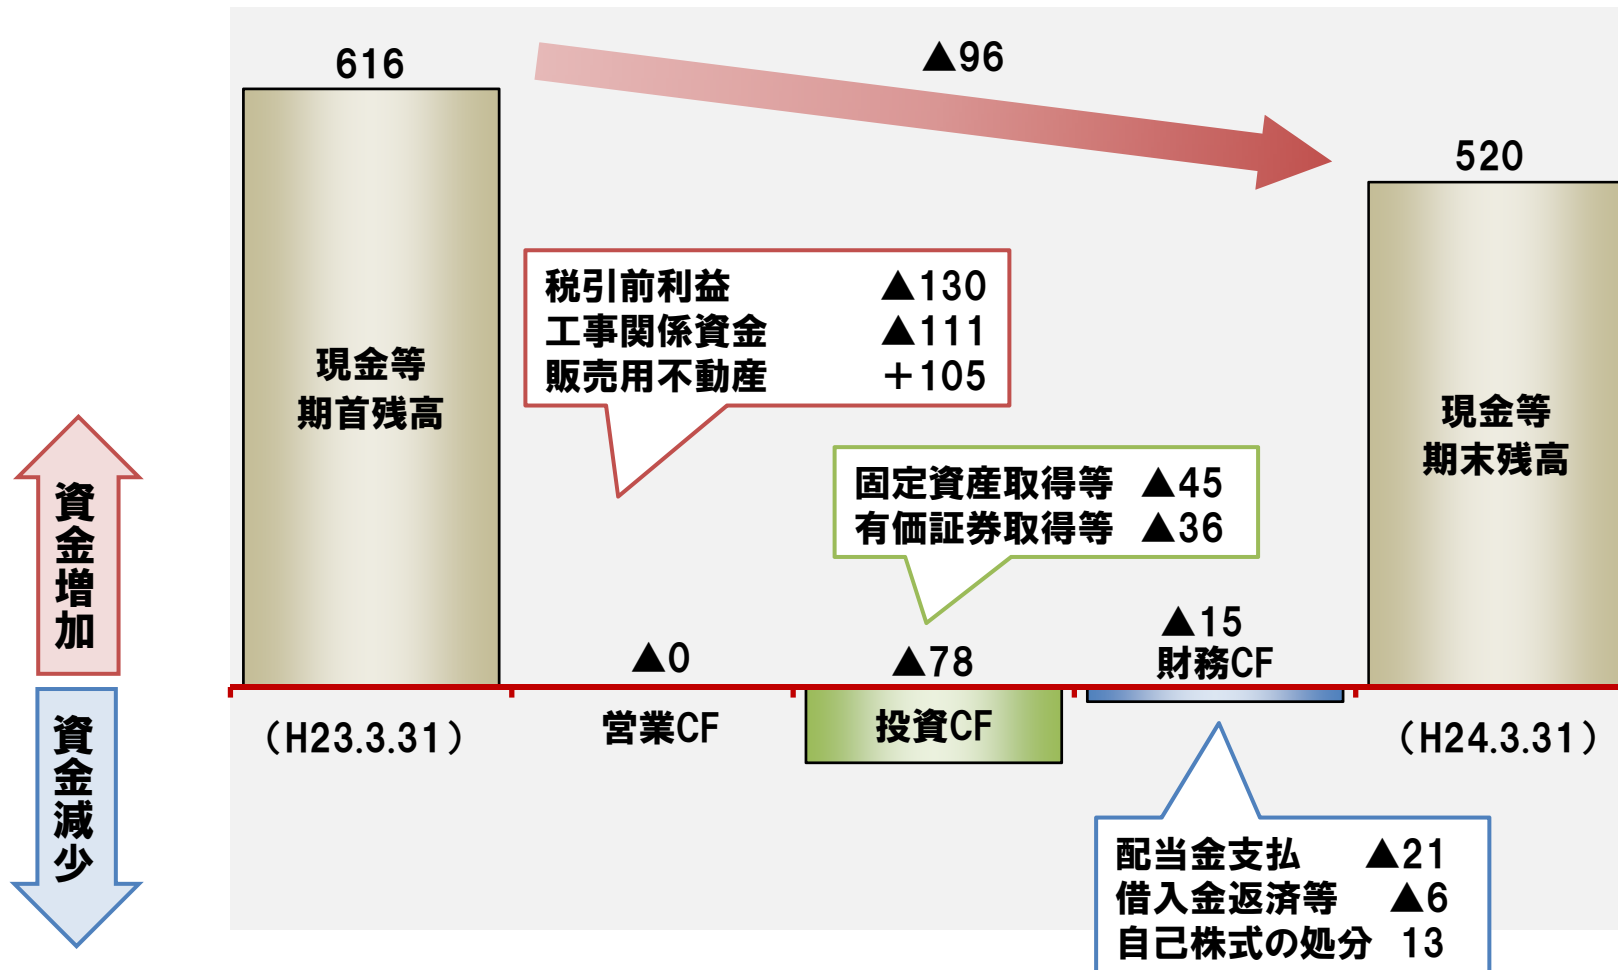 616
▲96
520
税引前利益 ▲130
工事関係資金 ▲111
販売用不動産 +105
現金等
期首残高
現金等
期末残高
固定資産取得等 ▲45
有価証券取得等 ▲36
資金増加
▲0
▲78
▲15
財務CF
(H23.3.31)
営業CF
投資CF
(H24.3.31)
資金減少
配当金支払 ▲21
借入金返済等 ▲6
自己株式の処分 13